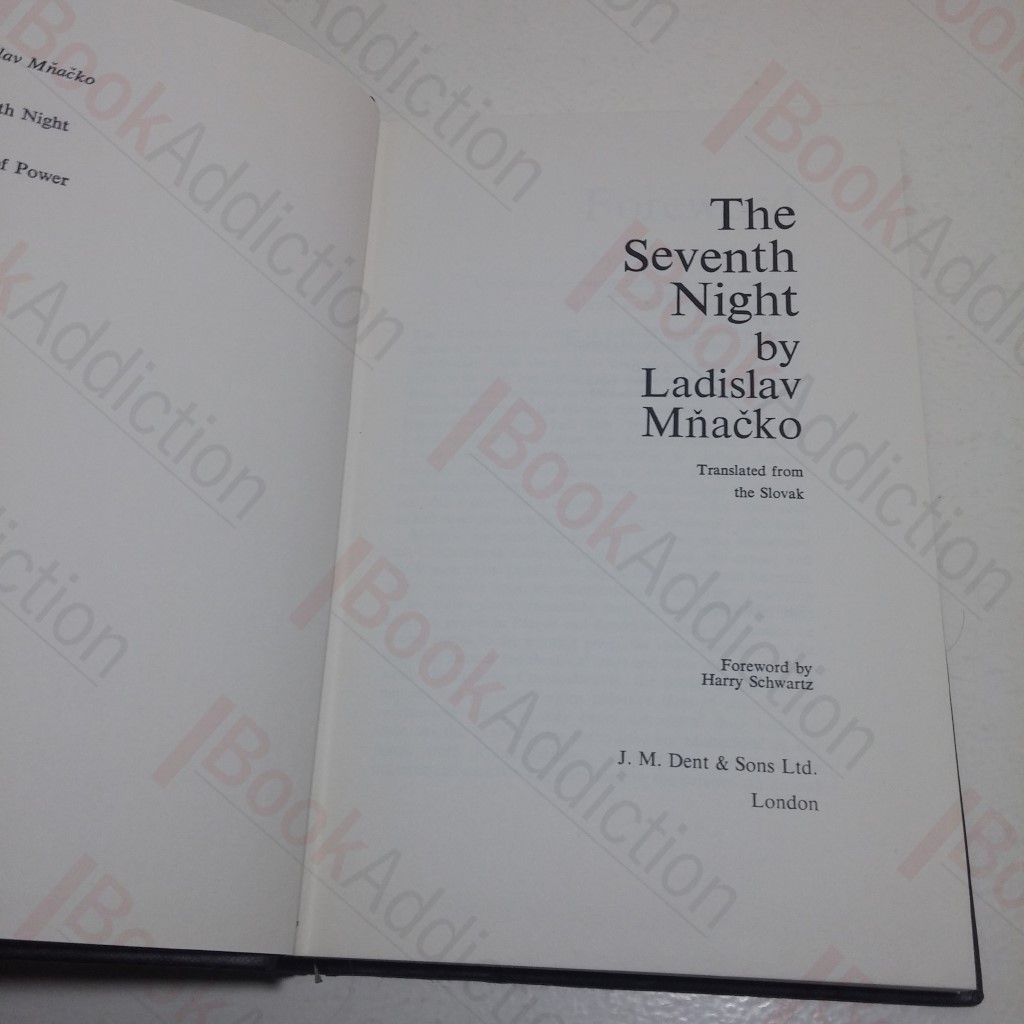 lav Mňačko
th Night
f Power
The
Seventh
Night
by
Ladislav
Mňačko
Translated from
the Slovak
Foreword by
Harry Schwartz
J. M. Dent & Sons Ltd.
London
BookAddiction